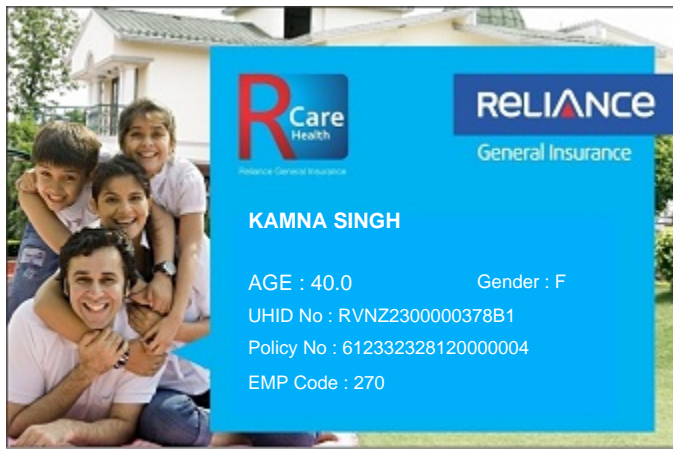 R Care
Health
Reliance General Insurance
RELIANCE
General Insurance
KAMNA SINGH
AGE : 40.0 Gender : F
UHID No : RVNZ2300000378B1
Policy No : 612332328120000004
EMP Code : 270